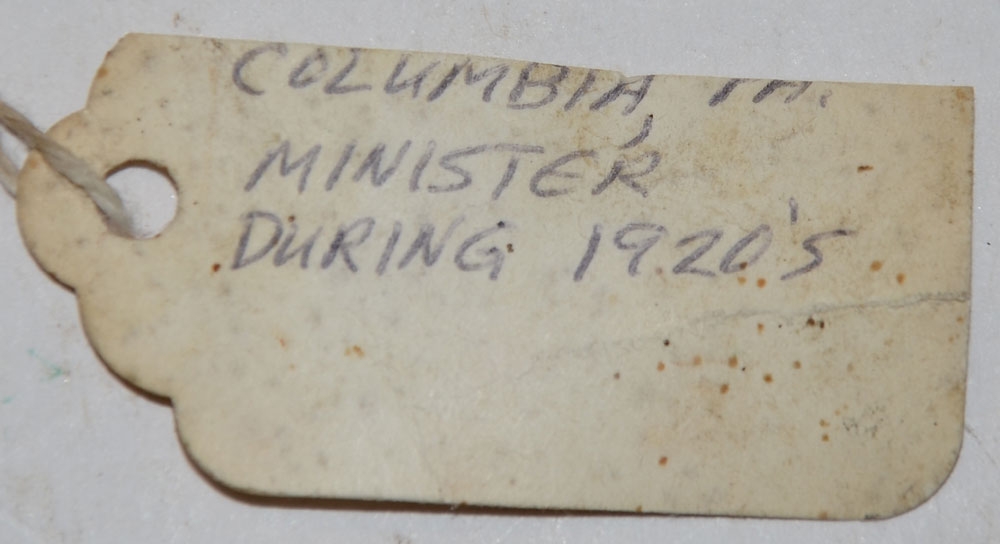 COLUMBIA, PA.
MINISTER
DURING 1920's